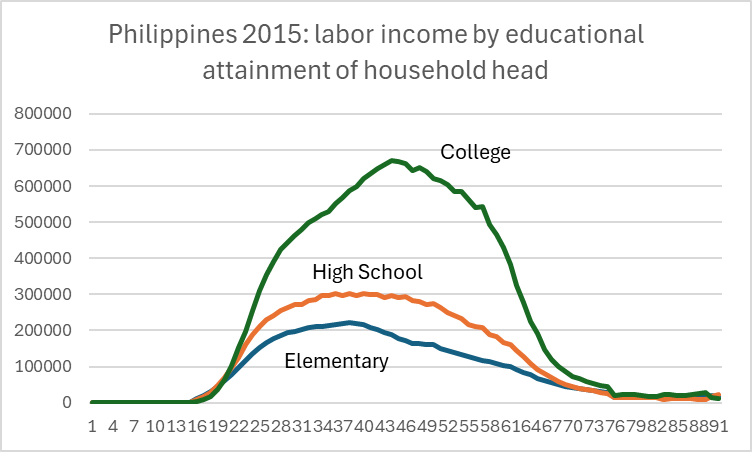 Philippines 2015: labor income by educational
attainment of household head
800000
700000
600000
500000
400000
300000
200000
100000
0
College
High School
Elementary
1 4 7 10 13 16 19 22 25 28 31 34 37 40 43 46 49 52 55 58 61 64 67 70 73 76 79 82 85 88 91